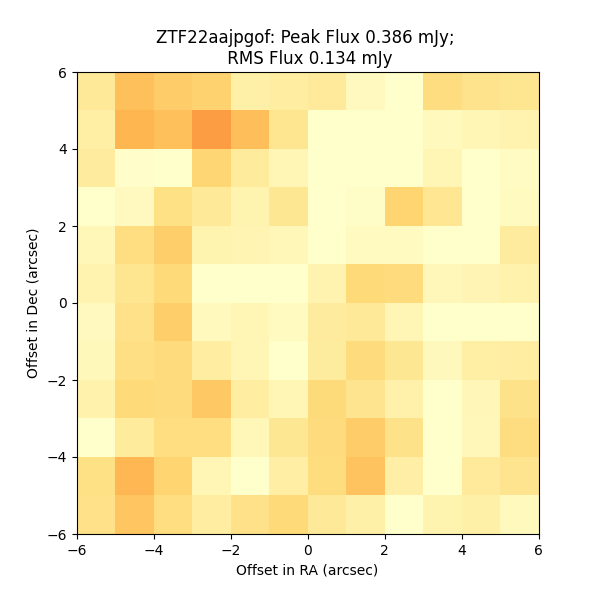 ZTF22aajpgof: Peak Flux 0.386 mJy;
RMS Flux 0.134 mJy
6
4
2
0
−2
−4
−6
Offset in Dec (arcsec)
−6 −4 −2 0 2 4 6
Offset in RA (arcsec)